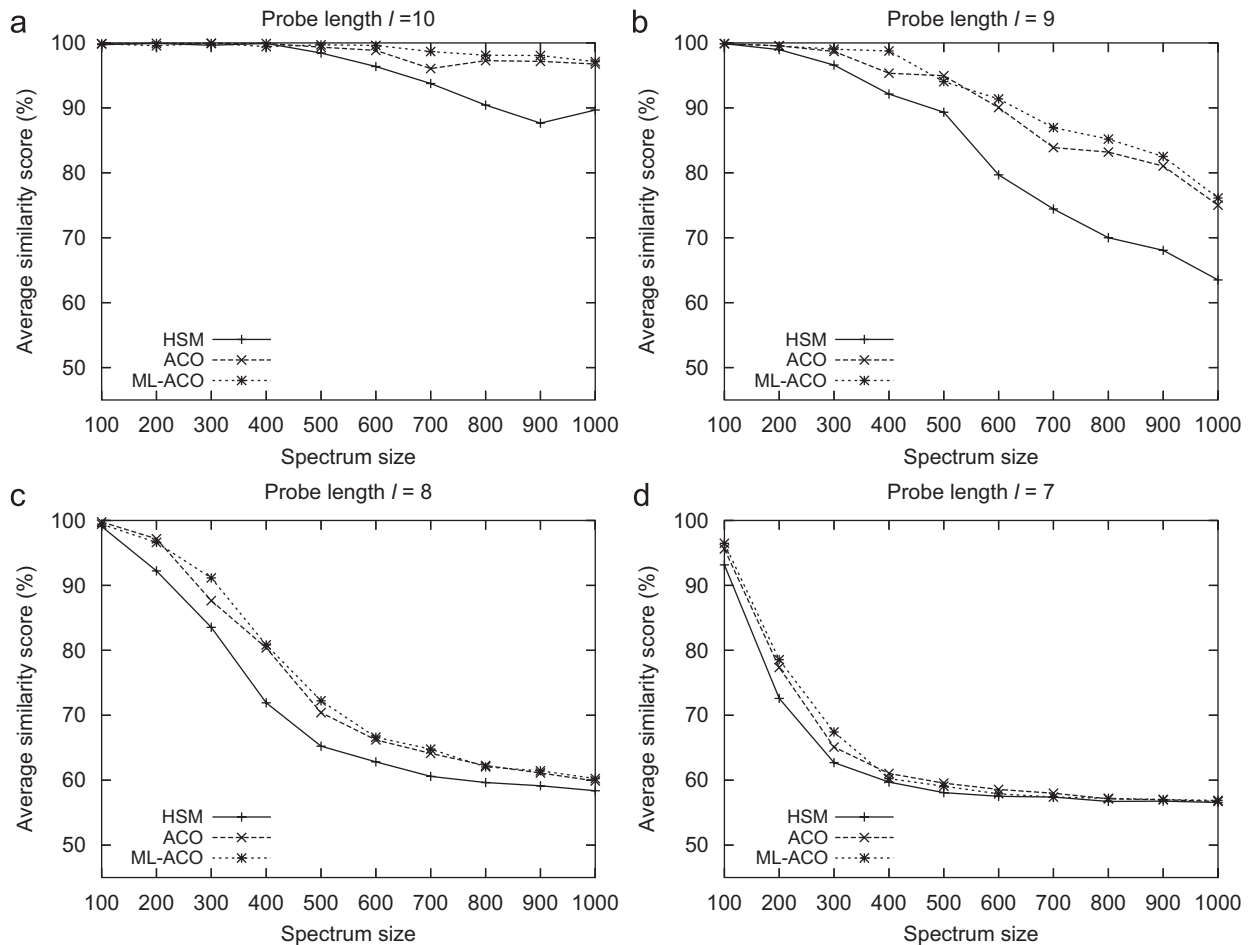 a
Probe length l =10
Average similarity score (%)
100
90
80
70
60
50
HSM
ACO
ML-ACO
100 200 300 400 500 600 700 800 900 1000
Spectrum size
b
Probe length l = 9
Average similarity score (%)
100
90
80
70
60
50
HSM
ACO
ML-ACO
100 200 300 400 500 600 700 800 900 1000
Spectrum size
c
Probe length l = 8
Average similarity score (%)
100
90
80
70
60
50
HSM
ACO
ML-ACO
100 200 300 400 500 600 700 800 900 1000
Spectrum size
d
Probe length l = 7
Average similarity score (%)
100
90
80
70
60
50
HSM
ACO
ML-ACO
100 200 300 400 500 600 700 800 900 1000
Spectrum size